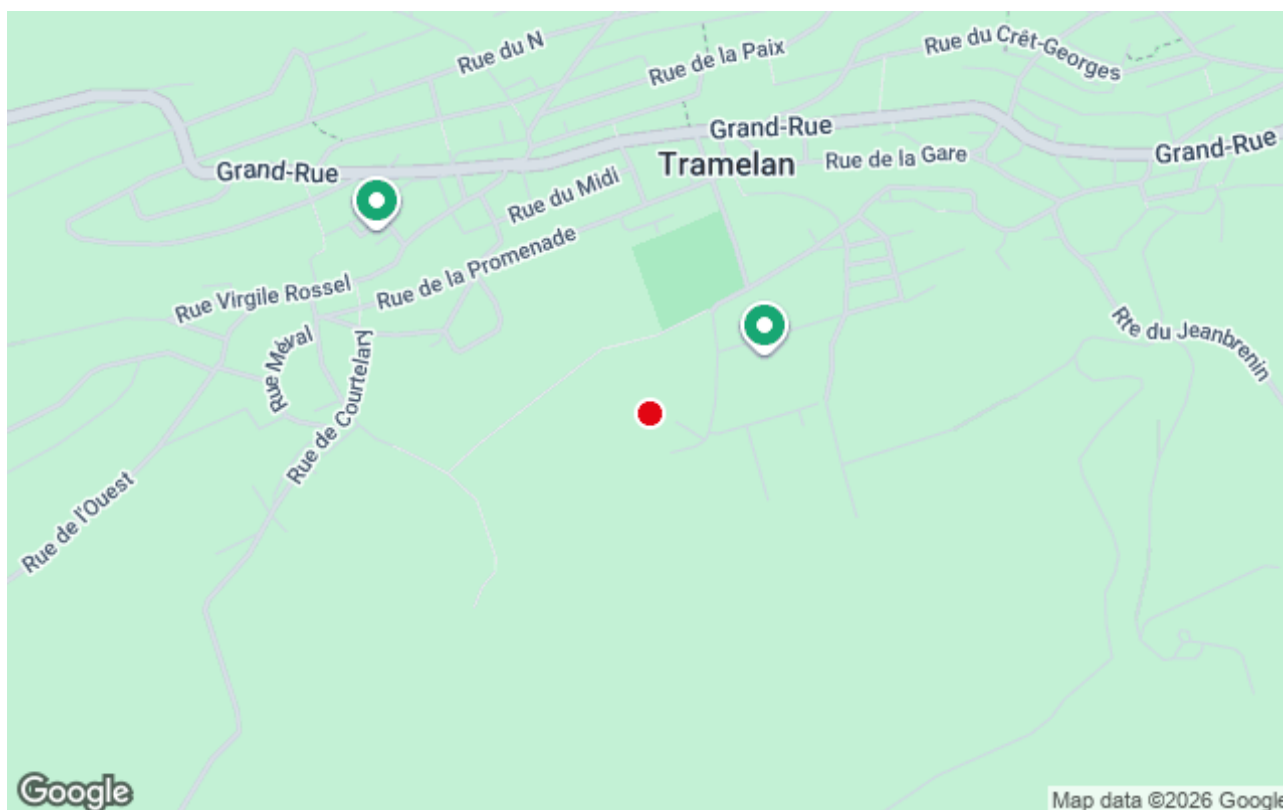 Rue du N
Rue de la Paix
Rue du Crêt-Georges
Grand-Rue
Grand-Rue
Grand-Rue
Tramelan
Rue de la Gare
Rue du Midi
Rue de la Promenade
Rue Virgile Rossel
Rue Méval
Rue de Courtelary
Rte du Jeanbrenin
Rue de l'Ouest
Google
Map data ©2026 Google